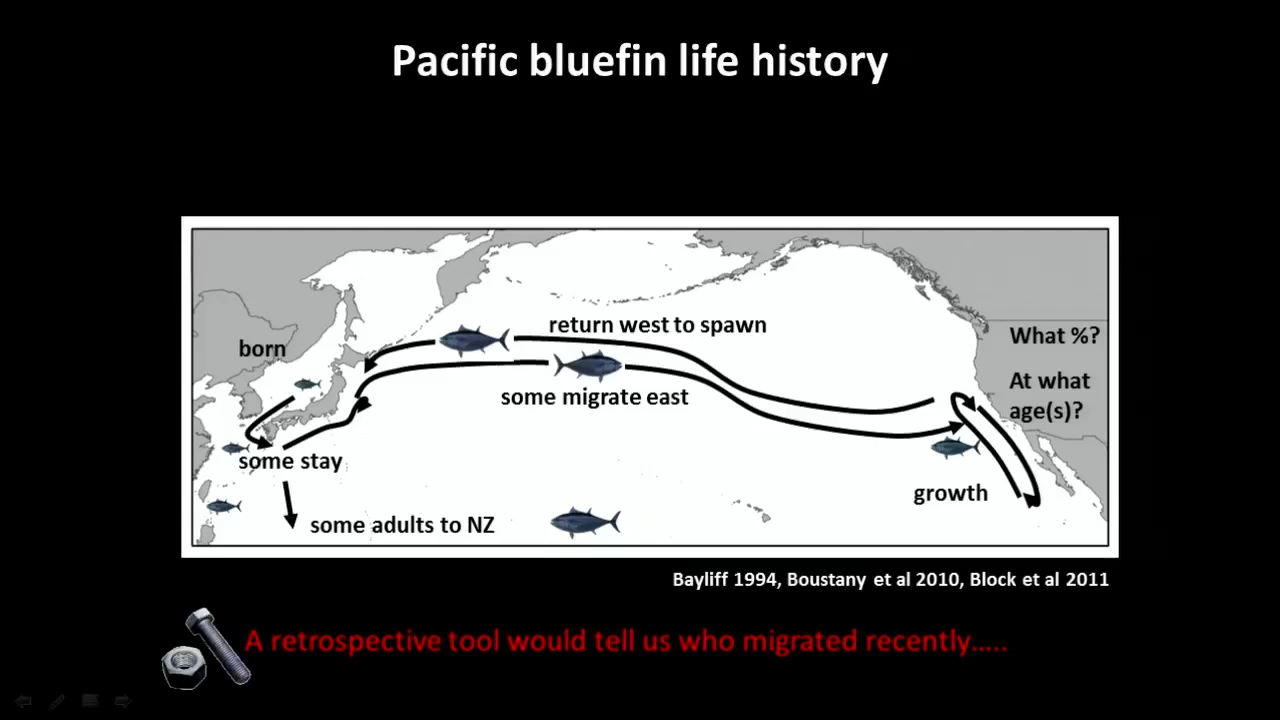 Pacific bluefin life history
return west to spawn
What %?
born
At what
age(s)?
some migrate east
some stay
growth
some adults to NZ
Bayliff 1994, Boustany et al 2010, Block et al 2011
A retrospective tool would tell us who migrated recently.....